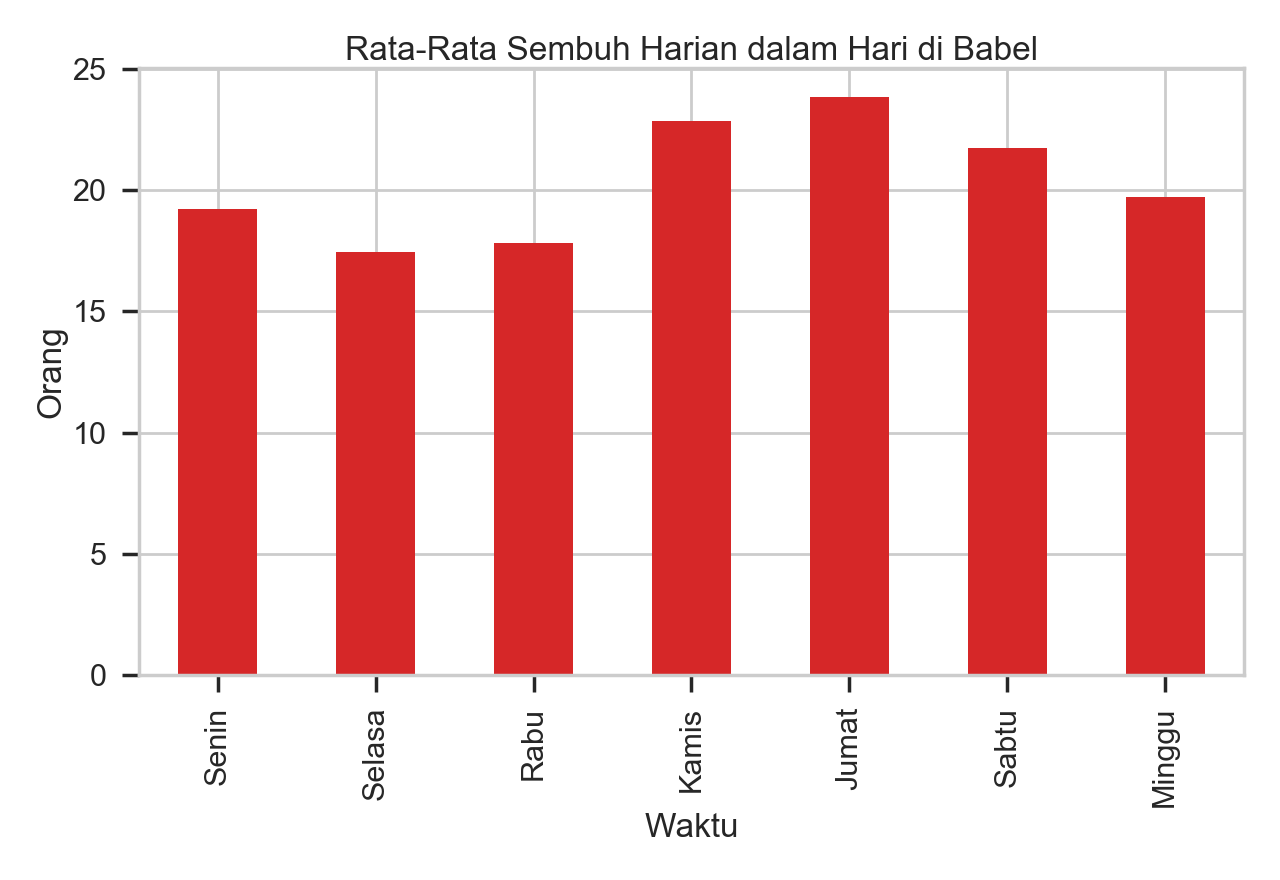 Rata-Rata Sembuh Harian dalam Hari di Babel
25
20
15
10
5
0
Orang
Senin
Selasa
Rabu
Kamis
Jumat
Sabtu
Minggu
Waktu